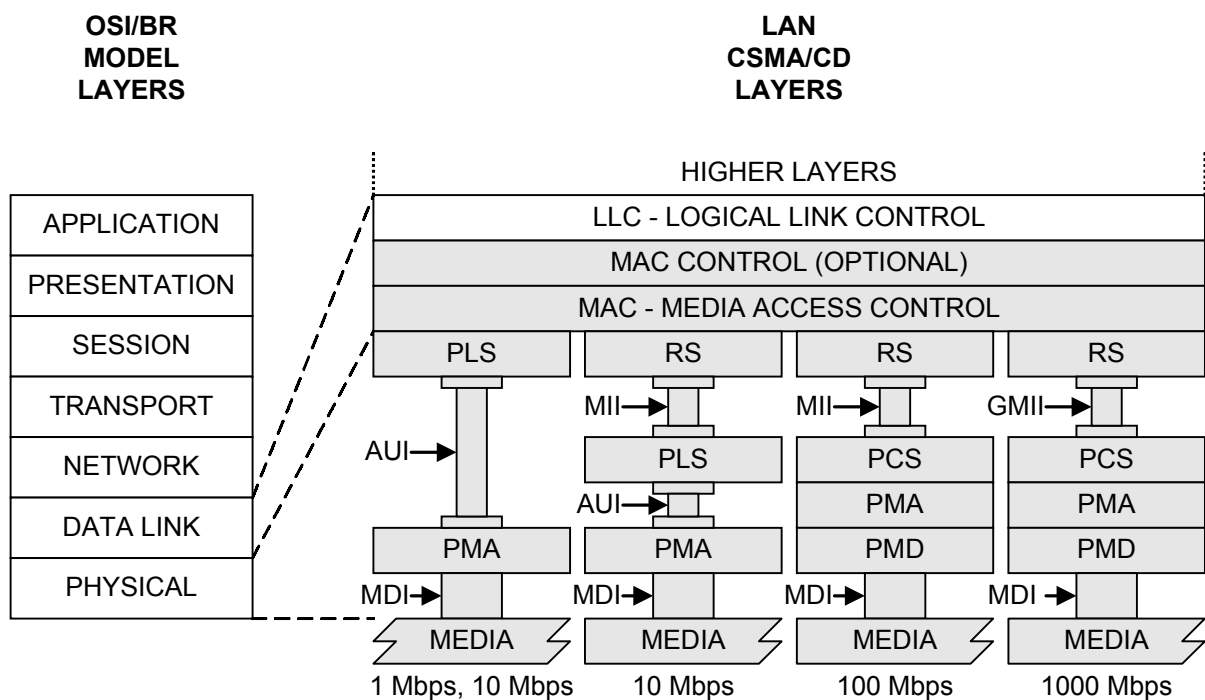 OSI/BR
MODEL
LAYERS
LAN
CSMA/CD
LAYERS
APPLICATION
PRESENTATION
SESSION
TRANSPORT
NETWORK
DATA LINK
PHYSICAL
HIGHER LAYERS
LLC - LOGICAL LINK CONTROL
MAC CONTROL (OPTIONAL)
MAC - MEDIA ACCESS CONTROL
PLS
AUI
PMA
MDI
MEDIA
1 Mbps, 10 Mbps
RS
MII
PLS
AUI
PMA
MDI
MEDIA
10 Mbps
RS
MII
PCS
PMA
PMD
MDI
MEDIA
100 Mbps
RS
GMII
PCS
PMA
PMD
MDI
MEDIA
1000 Mbps